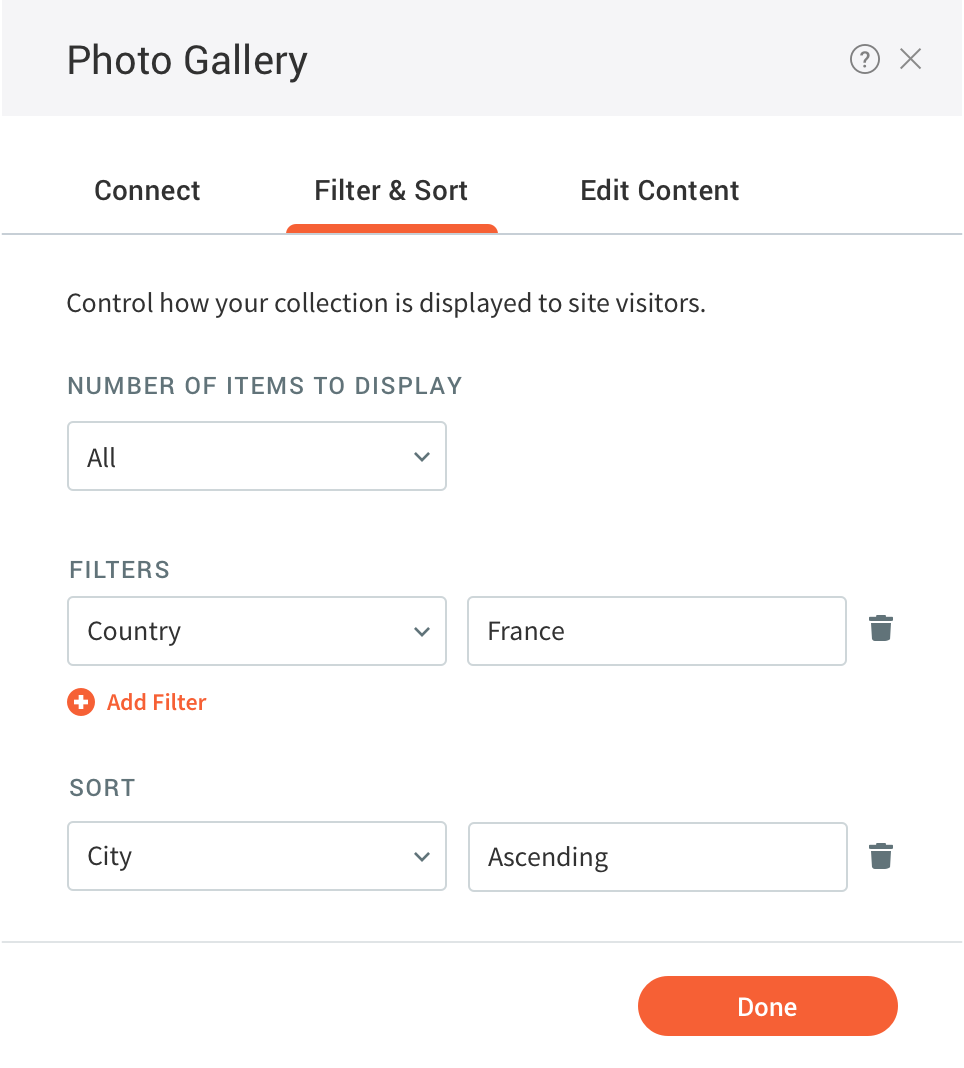 Photo Gallery ?
Connect Filter & Sort Edit Content
Control how your collection is displayed to site visitors.
NUMBER OF ITEMS TO DISPLAY
All
FILTERS
Country France
Add Filter
SORT
City Ascending
Done